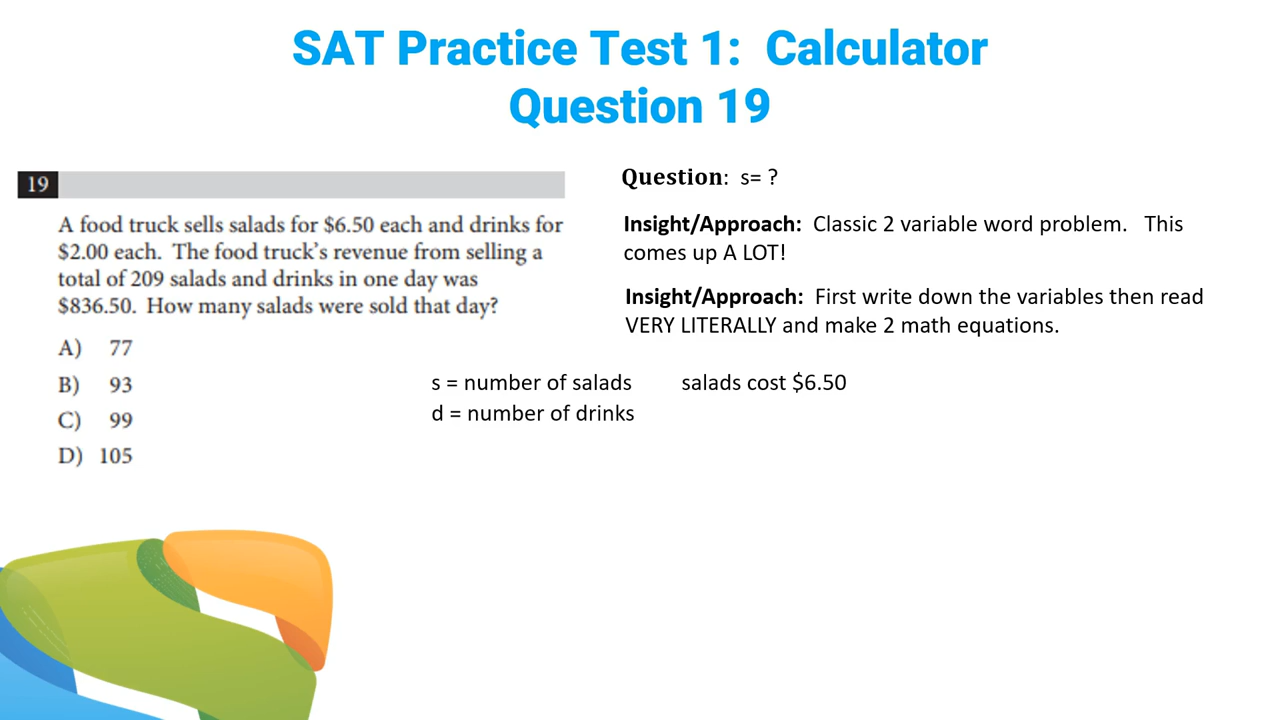 SAT Practice Test 1: Calculator
Question 19
19
A food truck sells salads for $6.50 each and drinks for
$2.00 each. The food truck's revenue from selling a
total of 209 salads and drinks in one day was
$836.50. How many salads were sold that day?
A) 77
B) 93
C) 99
D) 105
Question: s= ?
Insight/Approach: Classic 2 variable word problem. This
comes up A LOT!
Insight/Approach: First write down the variables then read
VERY LITERALLY and make 2 math equations.
s = number of salads salads cost $6.50
d = number of drinks